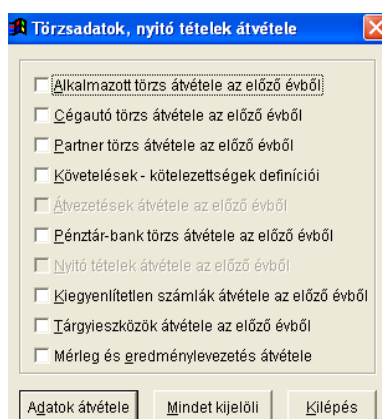 Törzsadatok, nyitó tételek átvétele
Alkalmazott törzs átvétele az előző évből
Cégautó törzs átvétele az előző évből
Partner törzs átvétele az előző évből
Követelések - kötelezettségek definíciói
Átvezetések átvétele az előző évből
Pénztár-bank törzs átvétele az előző évből
Nyitó tételek átvétele az előző évből
Kiegyenlítetlen számlák átvétele az előző évből
Tárgyieszközök átvétele az előző évből
Mérleg és eredménylevezetés átvétele
Adatok átvétele Mindet kijelöli Kilépés